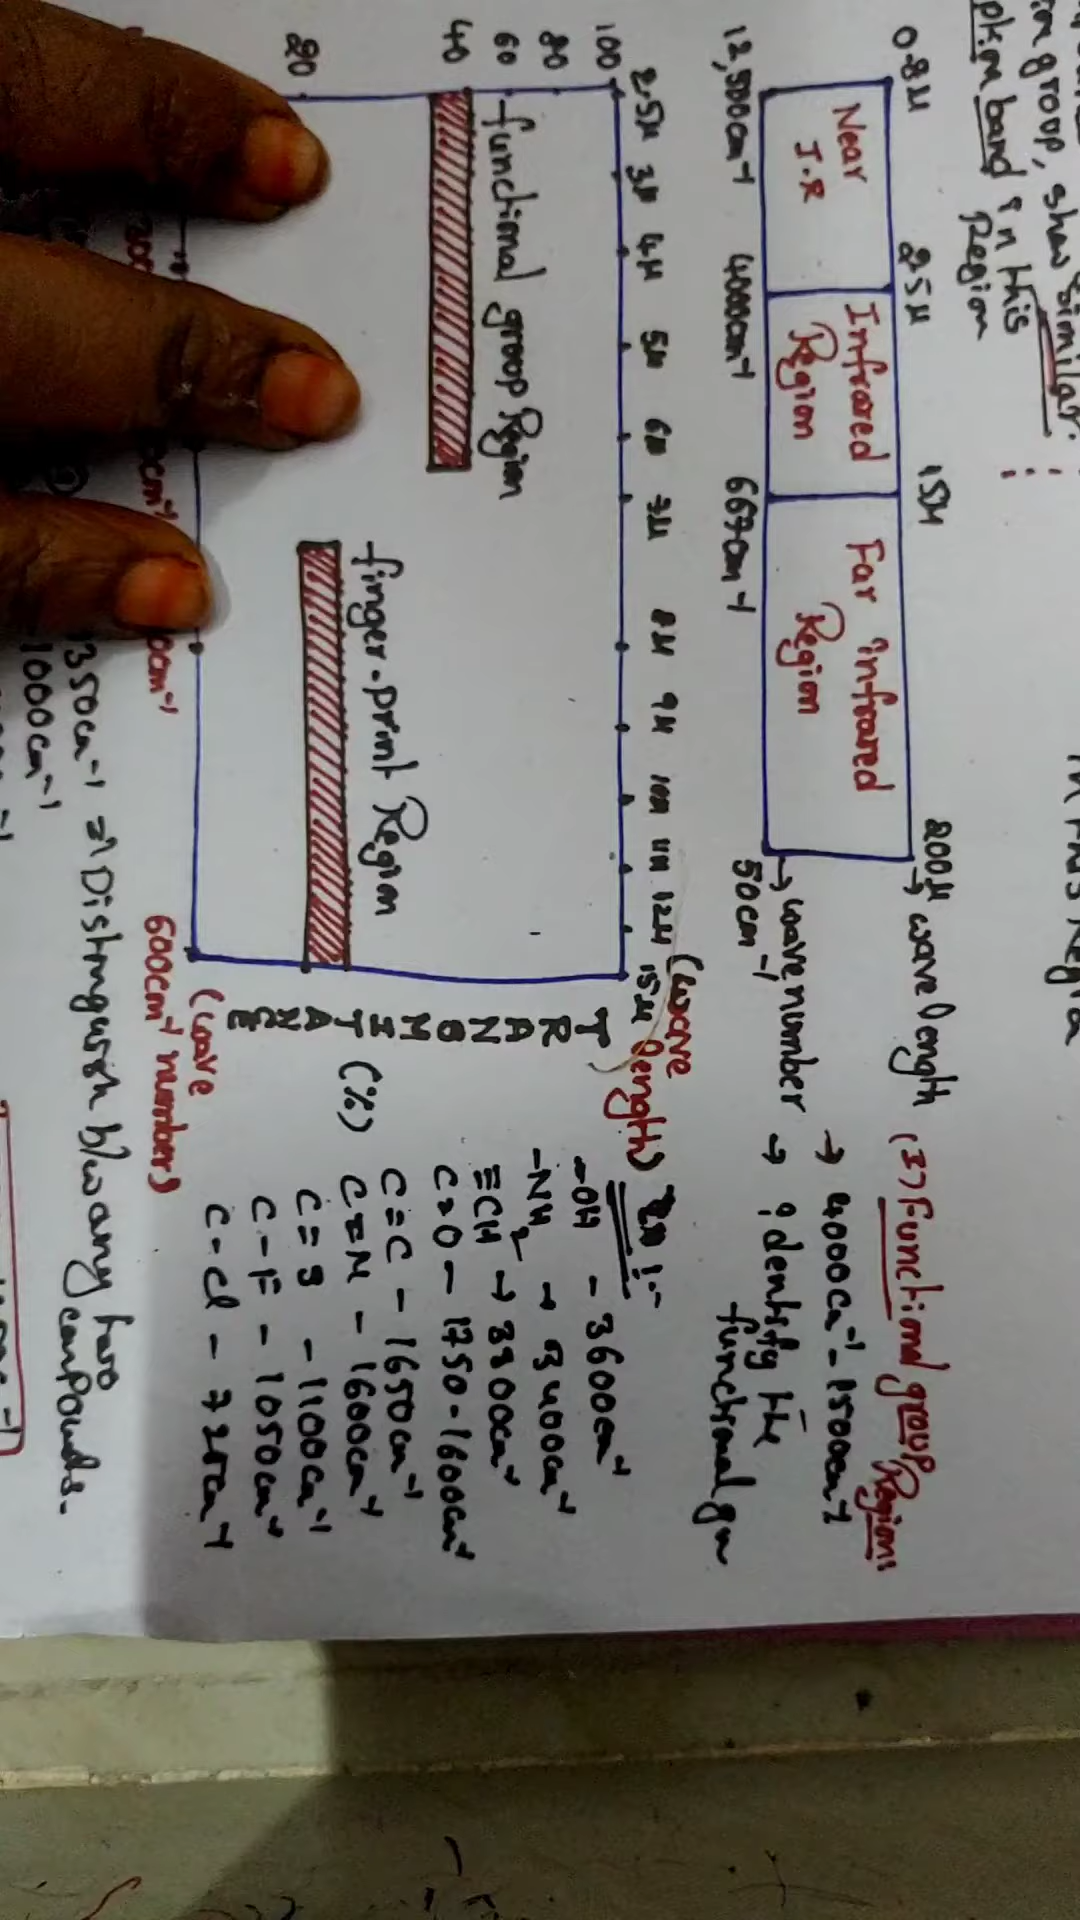 in group, show similar
ption band in this
Region
0.8µ 2.5µ 15µ 200µ → wave length
Near I.R
Infrared Region
Far infrared Region
→ wave number
12,500cm⁻¹ 4000cm⁻¹ 667cm⁻¹ 50cm⁻¹
(3) Functional group Region:
→ 4000cm⁻¹ - 1500cm⁻¹
→ identify the
functional gr
2.5µ 3µ 4µ 5µ 6µ 7µ 8µ 9µ 10µ 11µ 12µ 15µ (wave length)
100
80
60
40
20
functional group Region
finger-print Region
TRANSMITANCE (%)
600cm⁻¹ (wave number)
-OH - 3600cm⁻¹
-NH₂ → 3400cm⁻¹
≡CH → 3300cm⁻¹
C=O - 1750-1600cm⁻¹
C=C - 1650cm⁻¹
C=N - 1600cm⁻¹
C=S - 1100cm⁻¹
C-F - 1050cm⁻¹
C-Cl - 725cm⁻¹
350cm⁻¹ ⇒ Distinguish b/w any two
compounds.
1000cm⁻¹